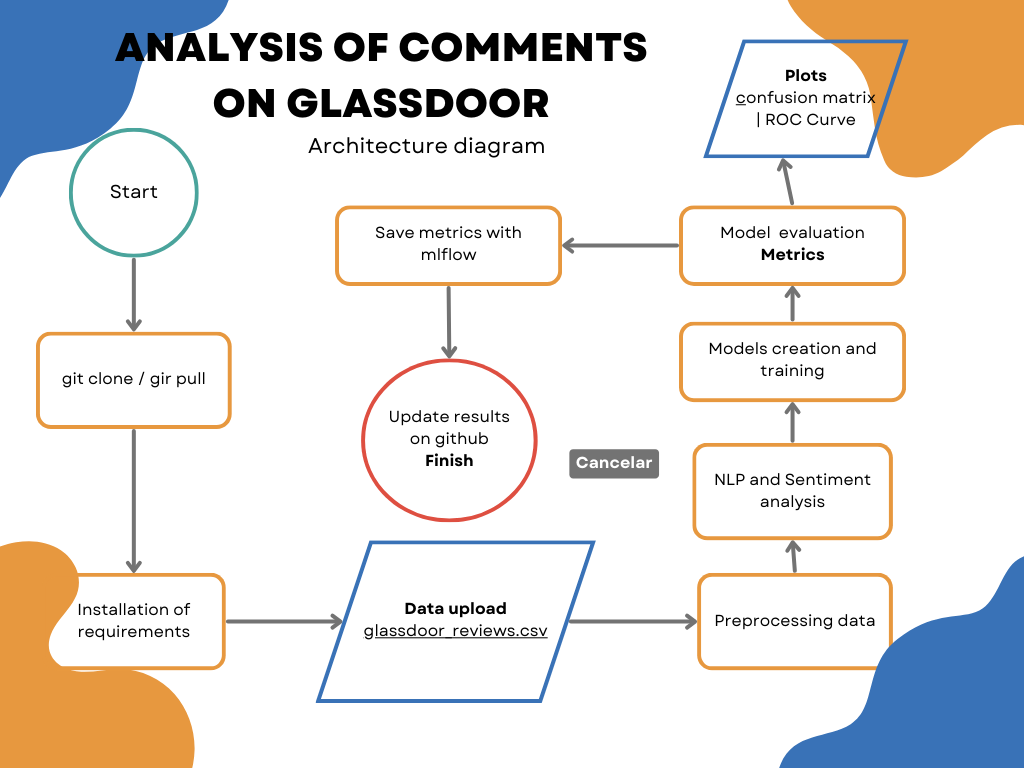 ANALYSIS OF COMMENTS
ON GLASSDOOR
Architecture diagram
Start
git clone / gir pull
Installation of
requirements
Data upload
glassdoor_reviews.csv
Preprocessing data
NLP and Sentiment
analysis
Models creation and
training
Model evaluation
Metrics
Plots
confusion matrix
| ROC Curve
Save metrics with
mlflow
Update results
on github
Finish
Cancelar